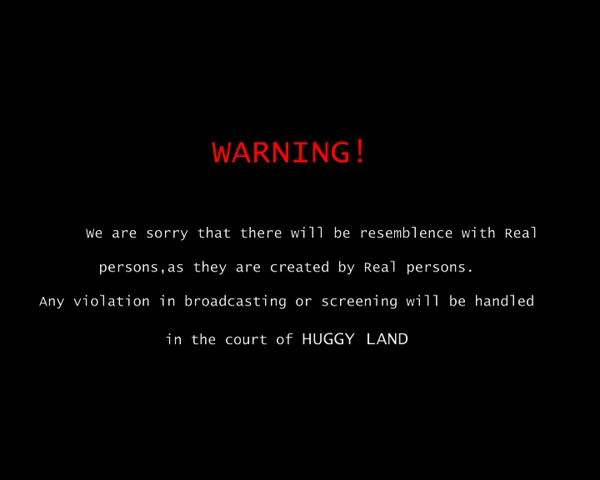 WARNING!
We are sorry that there will be resemblence with Real
persons,as they are created by Real persons.
Any violation in broadcasting or screening will be handled
in the court of HUGGY LAND